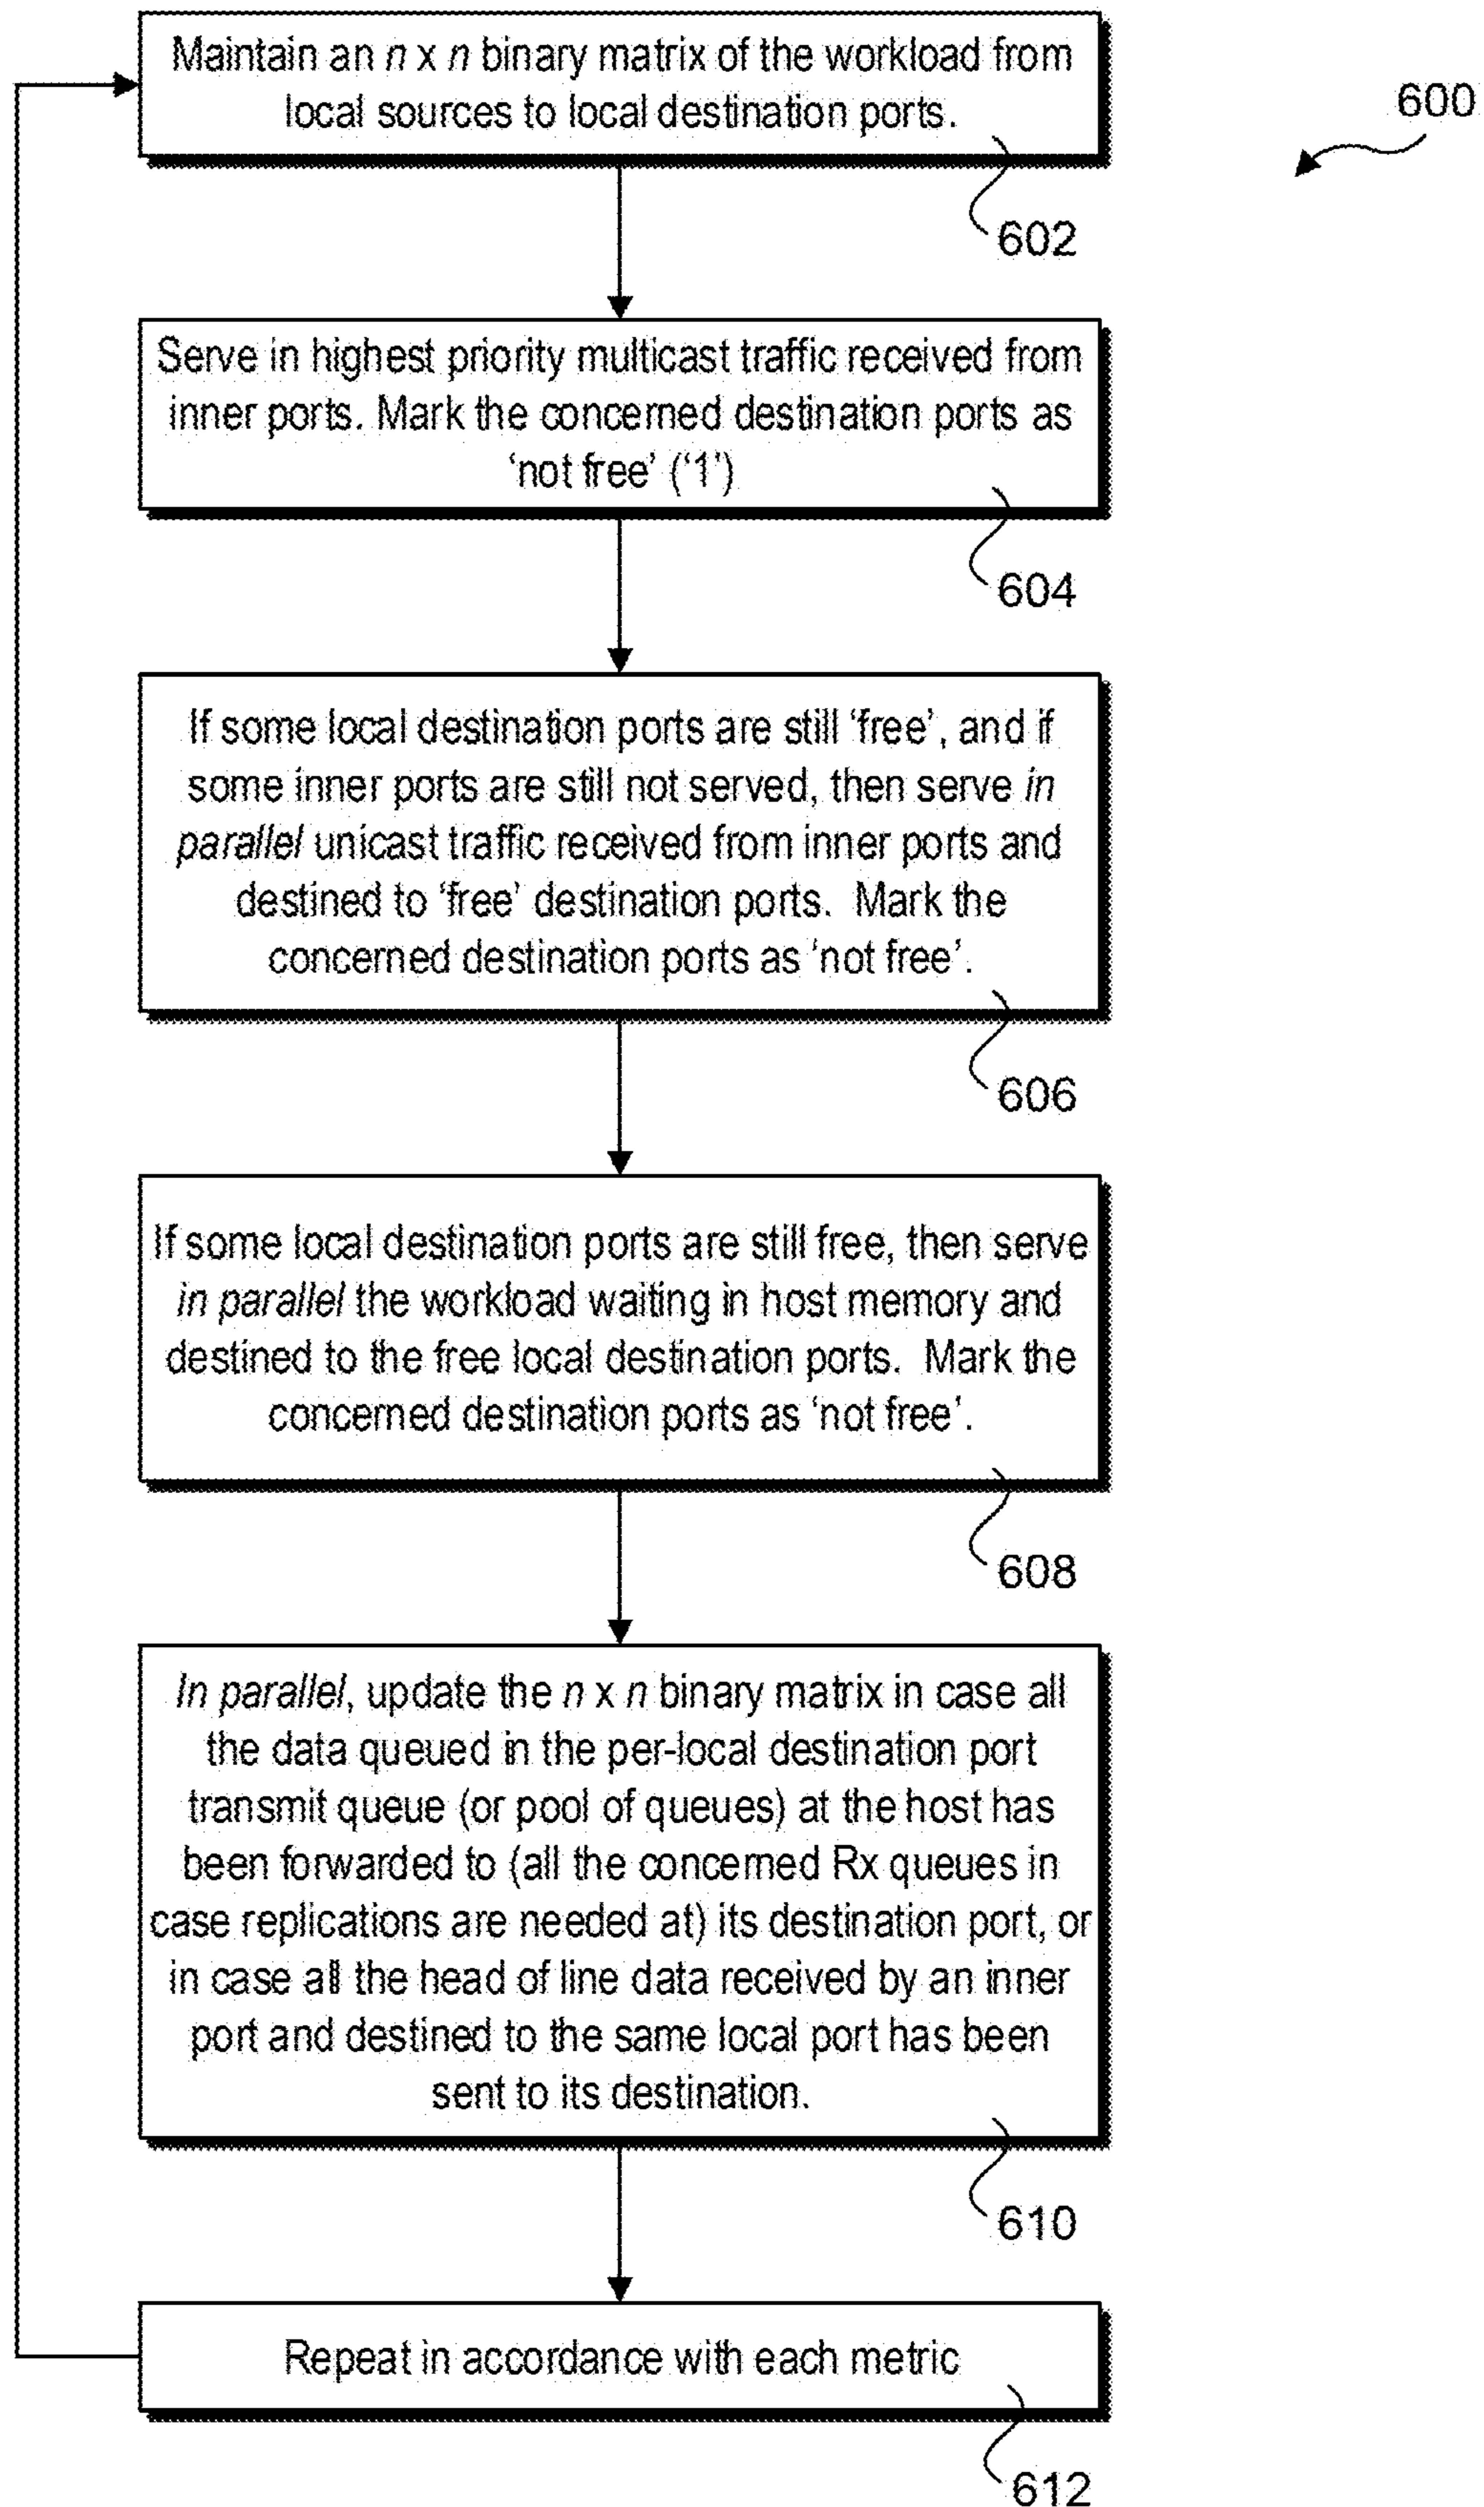 Maintain an n x n binary matrix of the workload from
local sources to local destination ports.
600
602
Serve in highest priority multicast traffic received from
inner ports. Mark the concerned destination ports as
‘not free’ (‘1’)
604
If some local destination ports are still ‘free’, and if
some inner ports are still not served, then serve in
parallel unicast traffic received from inner ports and
destined to ‘free’ destination ports. Mark the
concerned destination ports as ‘not free’.
606
If some local destination ports are still free, then serve
in parallel the workload waiting in host memory and
destined to the free local destination ports. Mark the
concerned destination ports as ‘not free’.
608
In parallel, update the n x n binary matrix in case all
the data queued in the per-local destination port
transmit queue (or pool of queues) at the host has
been forwarded to (all the concerned Rx queues in
case replications are needed at) its destination port, or
in case all the head of line data received by an inner
port and destined to the same local port has been
sent to its destination.
610
Repeat in accordance with each metric
612